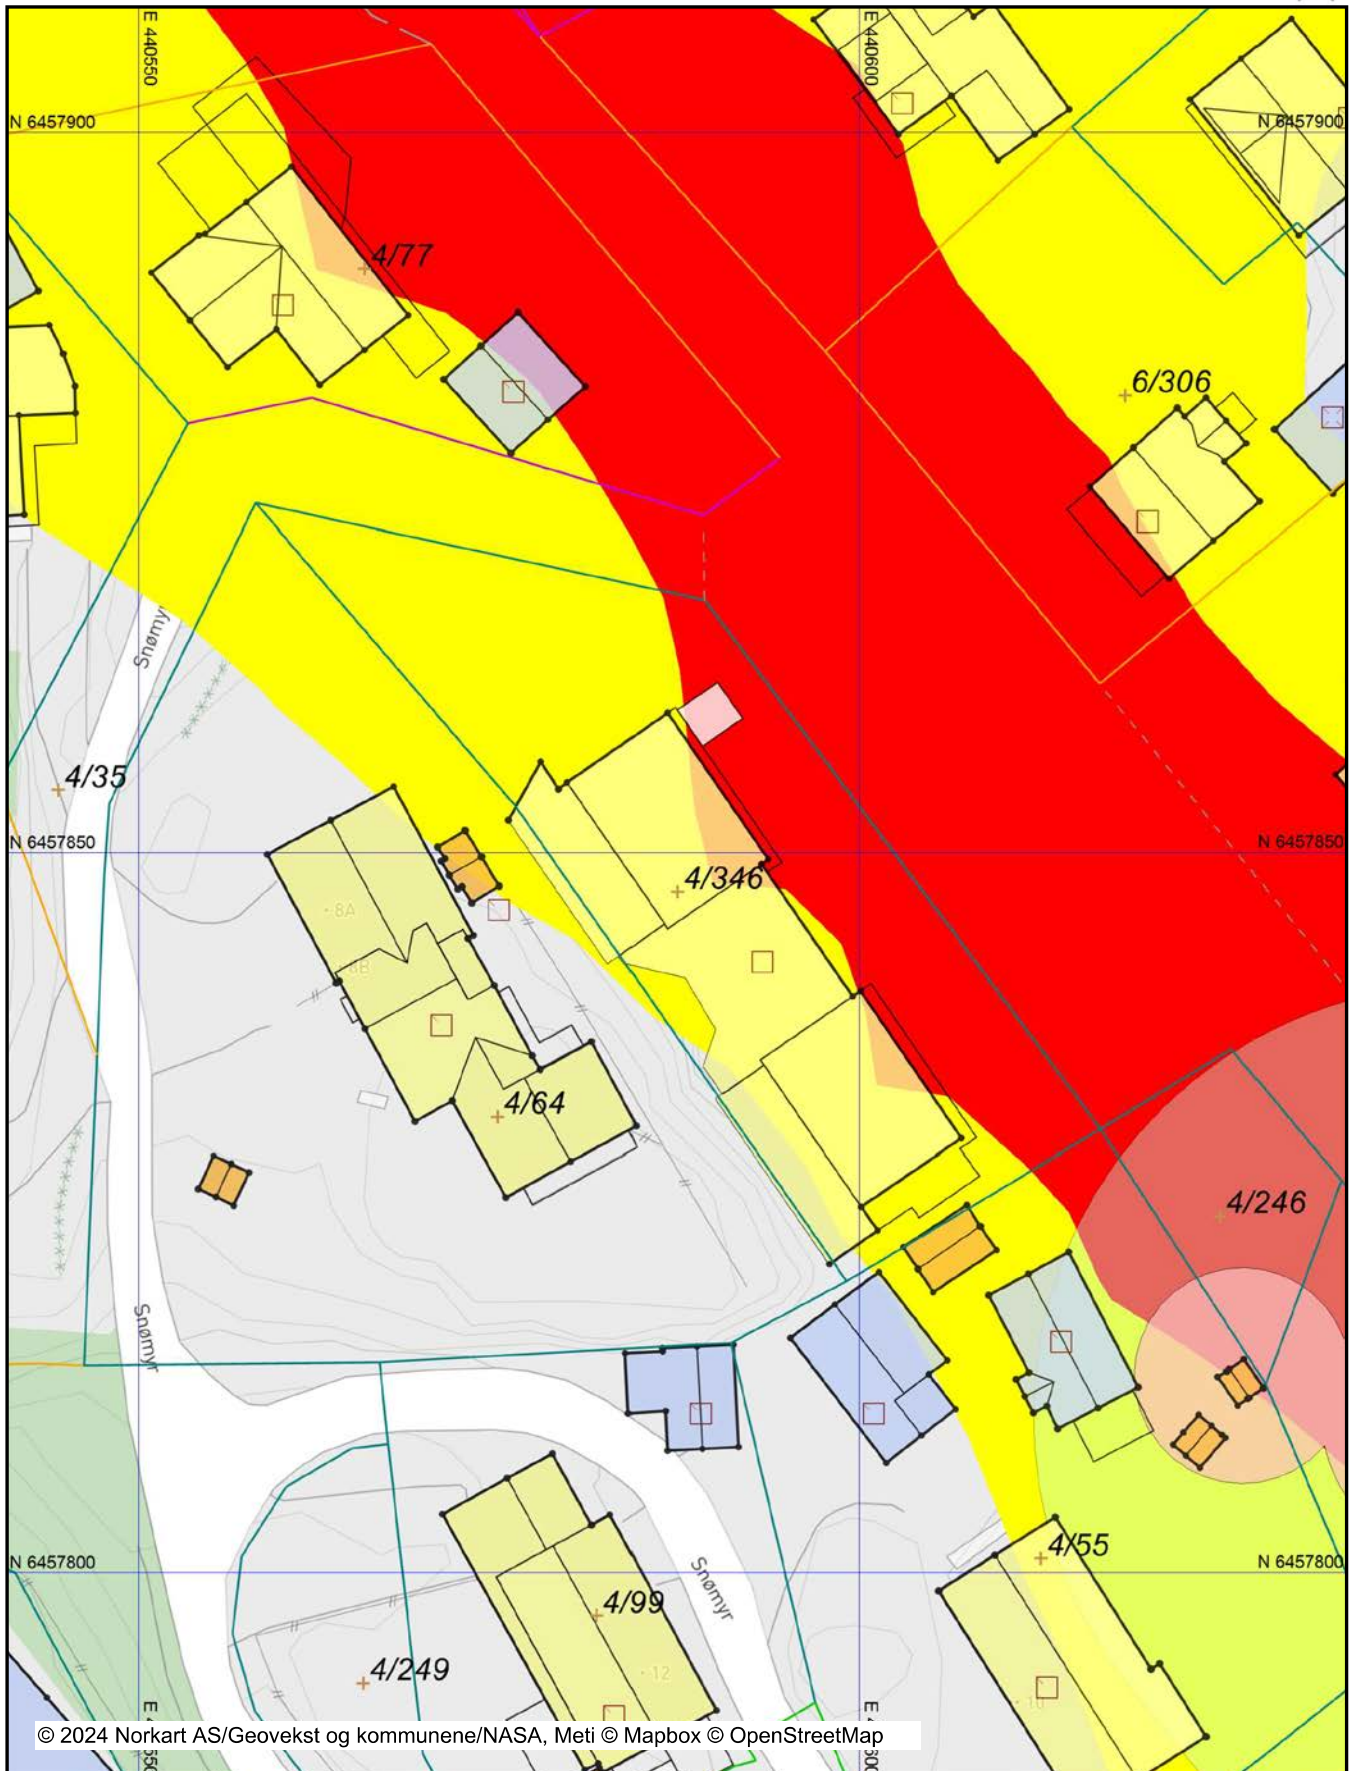 E 440550
E 440600
N 6457900
N 6457900
4/77
6/306
Snømyr
4/35
N 6457850
N 6457850
4/346
8A
8B
4/64
4/246
Snømyr
N 6457800
N 6457800
4/55
Snømyr
4/99
12
4/249
10
© 2024 Norkart AS/Geovekst og kommunene/NASA, Meti © Mapbox © OpenStreetMap